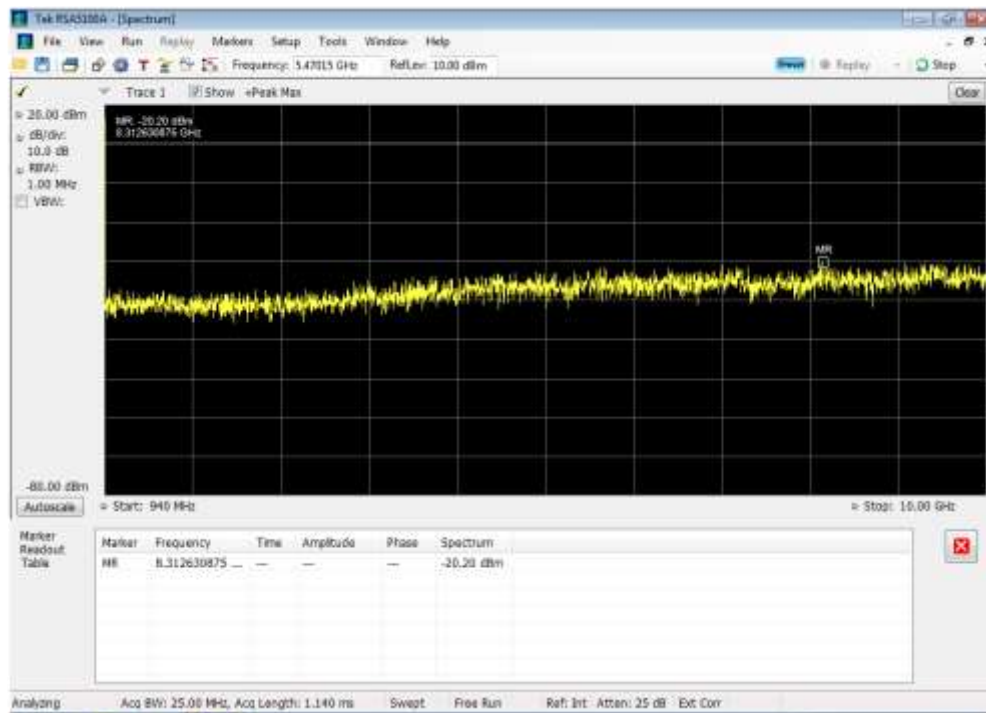 Tek RSA5100A - [Spectrum]
File View Run Replay Markers Setup Tools Window Help
Frequency: 5.47015 GHz RefLev: 10.00 dBm Preset Replay Stop
Trace 1 Show +Peak Max Clear
20.00 dBm
dB/div:
10.0 dB
RBW:
1.00 MHz
VBW:
MR: -20.20 dBm
8.312630875 GHz
MR
-80.00 dBm
Autoscale Start: 940 MHz Stop: 10.00 GHz
Marker
Readout
Table
Marker Frequency Time Amplitude Phase Spectrum
MR 8.312630875 ... --- --- --- -20.20 dBm
Analyzing Acq BW: 25.00 MHz, Acq Length: 1.140 ms Swept Free Run Ref: Int Atten: 25 dB Ext Corr